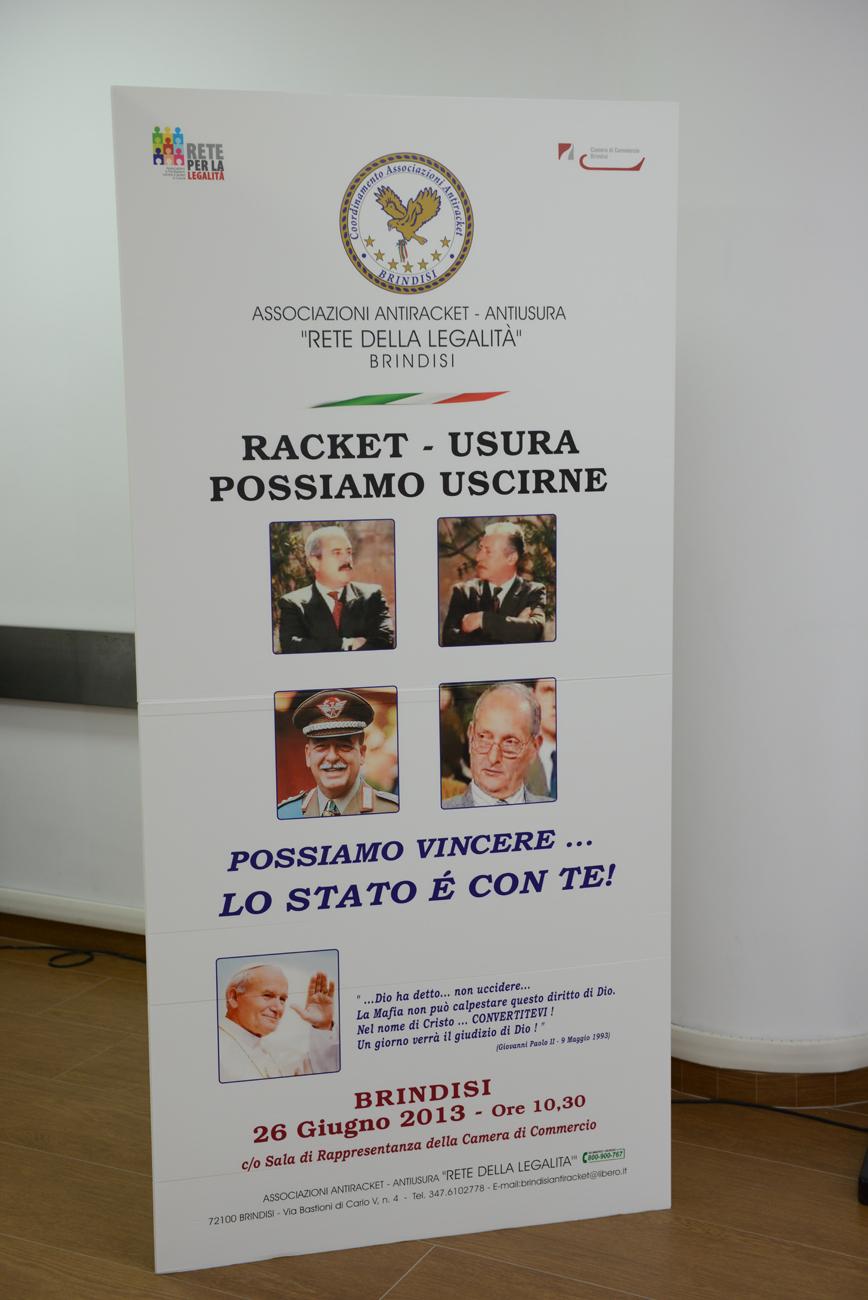 RETE
PER LA
LEGALITÀ
Camera di Commercio
Brindisi
Coordinamento Associazioni Antiracket
BRINDISI
ASSOCIAZIONI ANTIRACKET - ANTIUSURA
"RETE DELLA LEGALITÀ"
BRINDISI
RACKET - USURA
POSSIAMO USCIRNE
POSSIAMO VINCERE ...
LO STATO É CON TE!
" ...Dio ha detto... non uccidere...
La Mafia non può calpestare questo diritto di Dio.
Nel nome di Cristo ... CONVERTITEVI !
Un giorno verrà il giudizio di Dio ! "
(Giovanni Paolo II - 9 Maggio 1993)
BRINDISI
26 Giugno 2013 - Ore 10,30
c/o Sala di Rappresentanza della Camera di Commercio
ASSOCIAZIONI ANTIRACKET - ANTIUSURA "RETE DELLA LEGALITA'"
800-900-767
72100 BRINDISI - Via Bastioni di Carlo V, n. 4 - Tel. 347.6102778 - E-mail:brindisiantiracket@libero.it